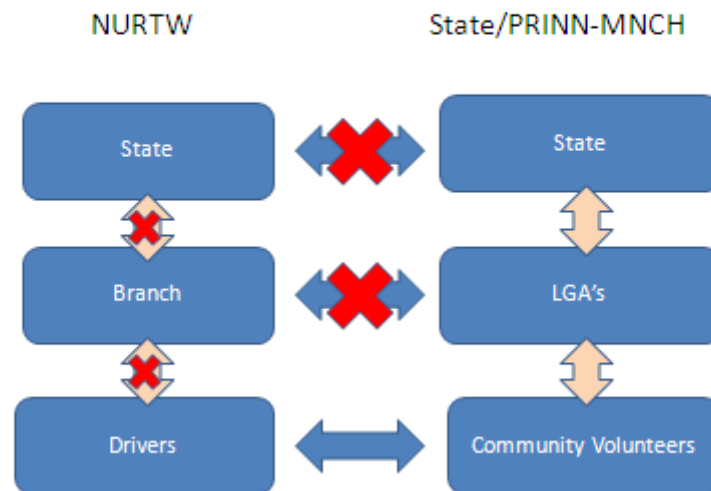 NURTW
State/PRINN-MNCH
State
State
Branch
LGA's
Drivers
Community Volunteers